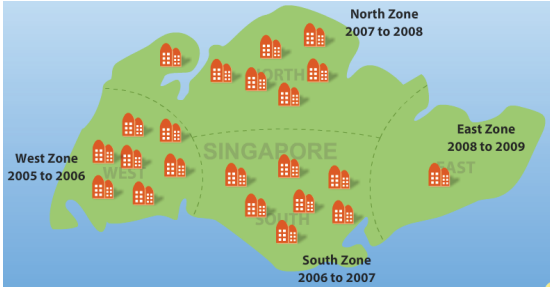 North Zone
2007 to 2008
NORTH
East Zone
2008 to 2009
SINGAPORE
West Zone
2005 to 2006
WEST
EAST
SOUTH
South Zone
2006 to 2007